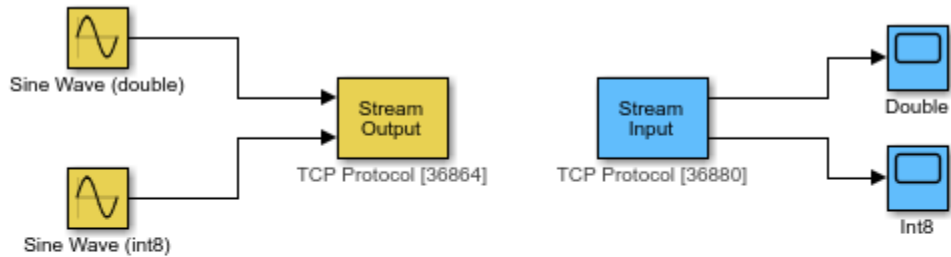 Sine Wave (double)
Stream
Output
TCP Protocol [36864]
Sine Wave (int8)
Stream
Input
TCP Protocol [36880]
Double
Int8